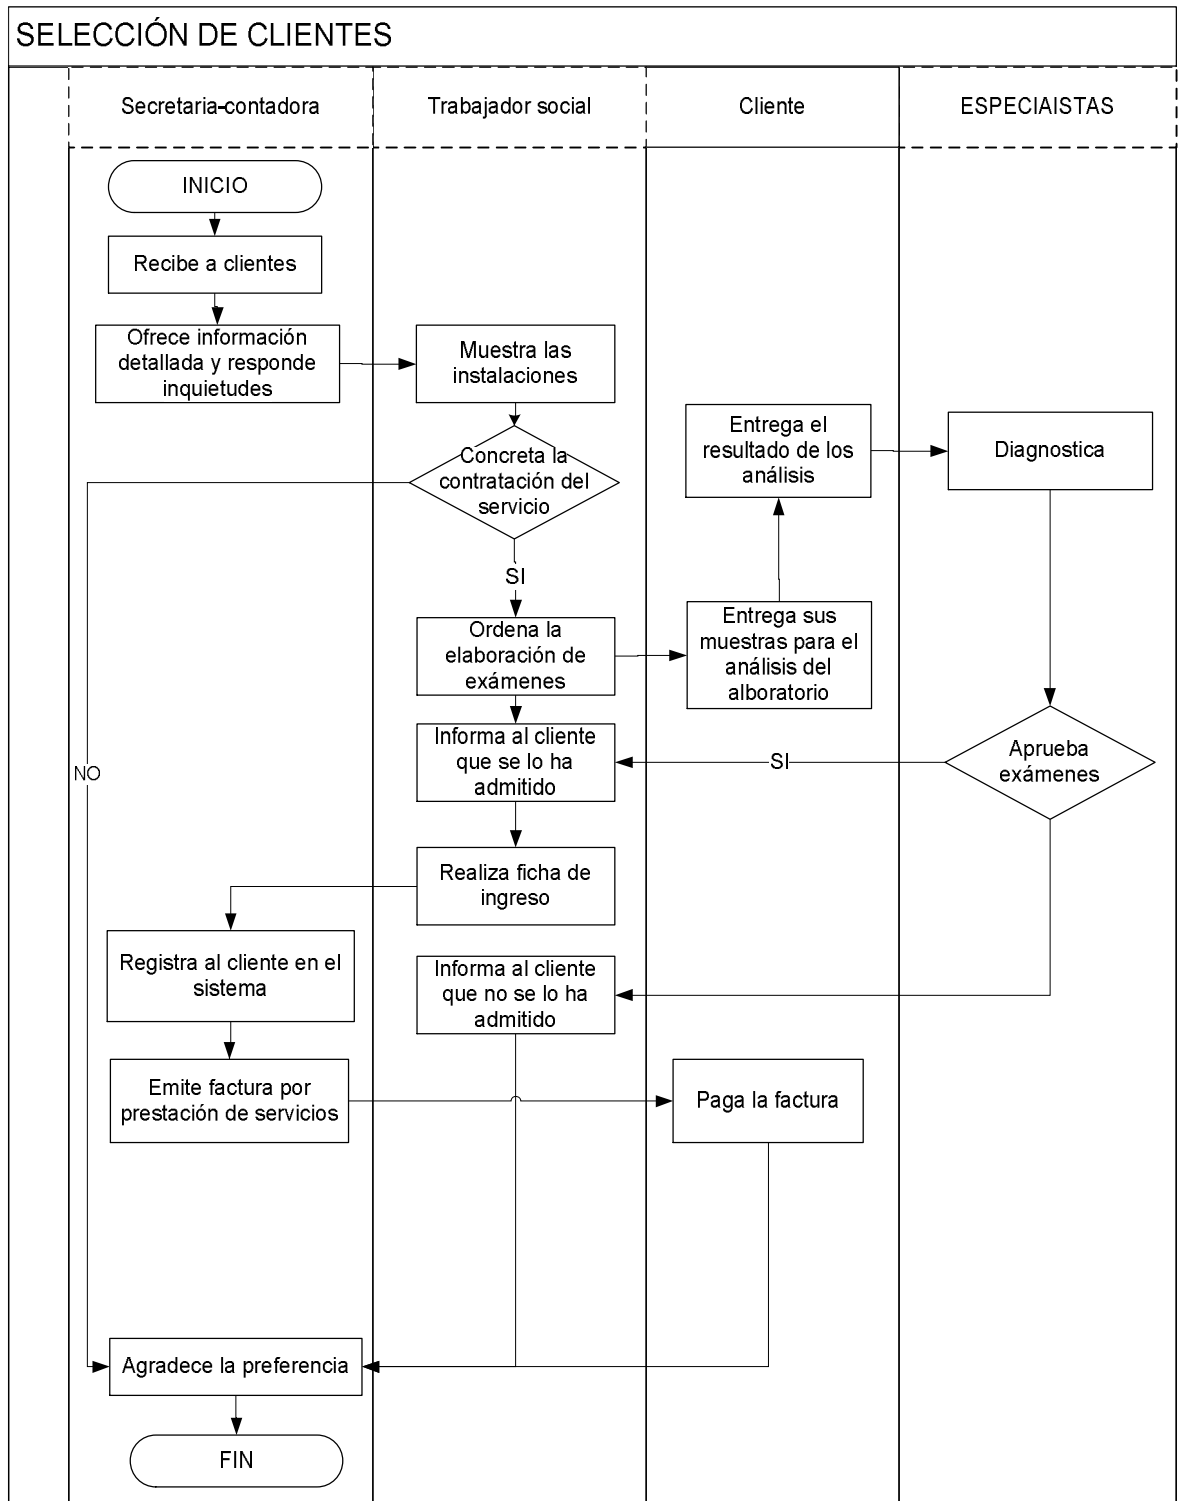 SELECCIÓN DE CLIENTES
Secretaria-contadora
Trabajador social
Cliente
ESPECIAISTAS
INICIO
Recibe a clientes
Ofrece información
detallada y responde
inquietudes
Muestra las
instalaciones
Concreta la
contratación del
servicio
Entrega el
resultado de los
análisis
Diagnostica
SI
Ordena la
elaboración de
exámenes
Entrega sus
muestras para el
análisis del
alboratorio
Informa al cliente
que se lo ha
admitido
SI
Aprueba
exámenes
NO
Realiza ficha de
ingreso
Registra al cliente en el
sistema
Informa al cliente
que no se lo ha
admitido
Emite factura por
prestación de servicios
Paga la factura
Agradece la preferencia
FIN